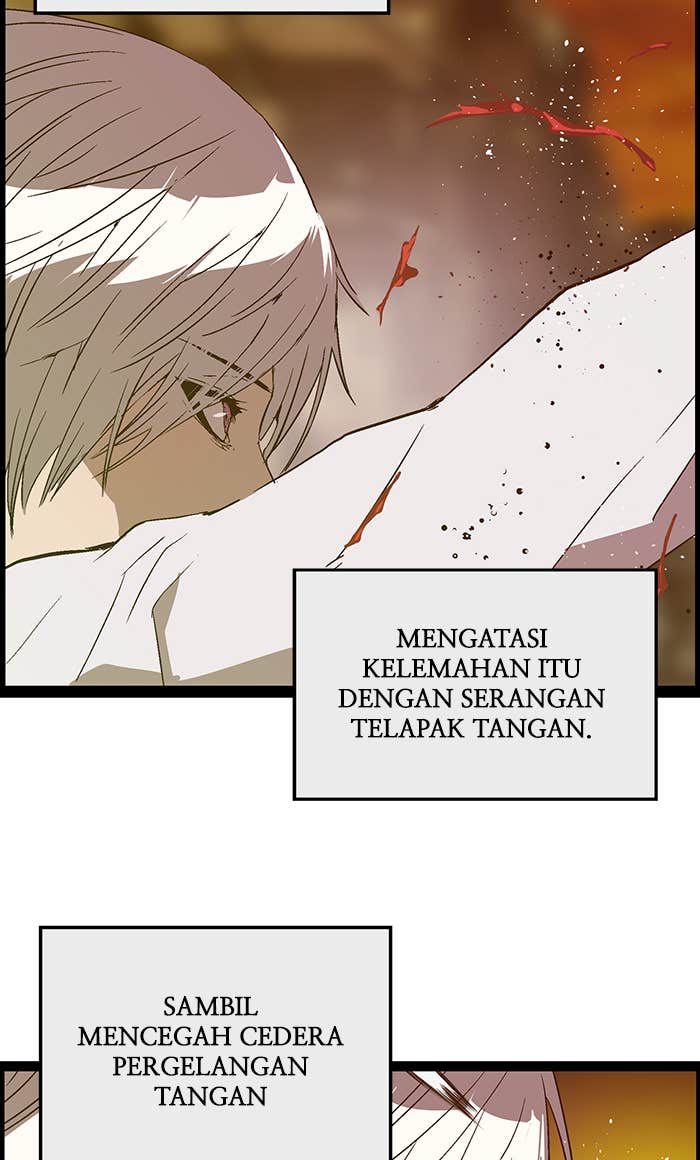 MENGATASI
KELEMAHAN ITU
DENGAN SERANGAN
TELAPAK TANGAN.
SAMBIL
MENCEGAH CEDERA
PERGELANGAN
TANGAN